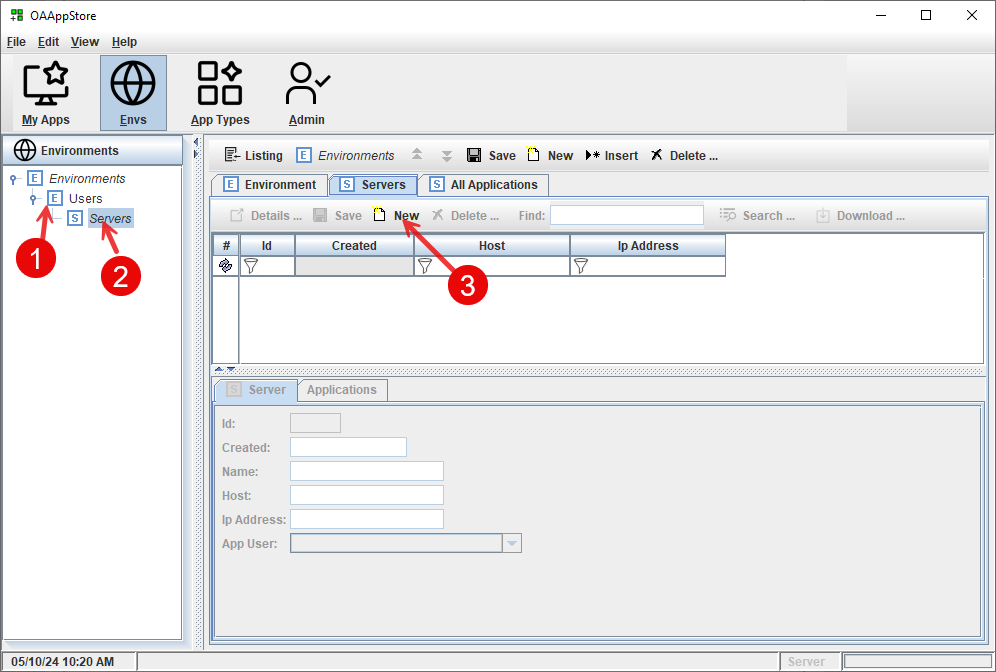 OAAppStore
File Edit View Help
My Apps Envs App Types Admin
Environments
Listing E Environments Save New Insert Delete ...
E Environments
E Users
S Servers
E Environment S Servers S All Applications
Details ... Save New Delete ... Find: Search ... Download ...
# Id Created Host Ip Address
1
2
3
S Server Applications
Id:
Created:
Name:
Host:
Ip Address:
App User:
05/10/24 10:20 AM Server